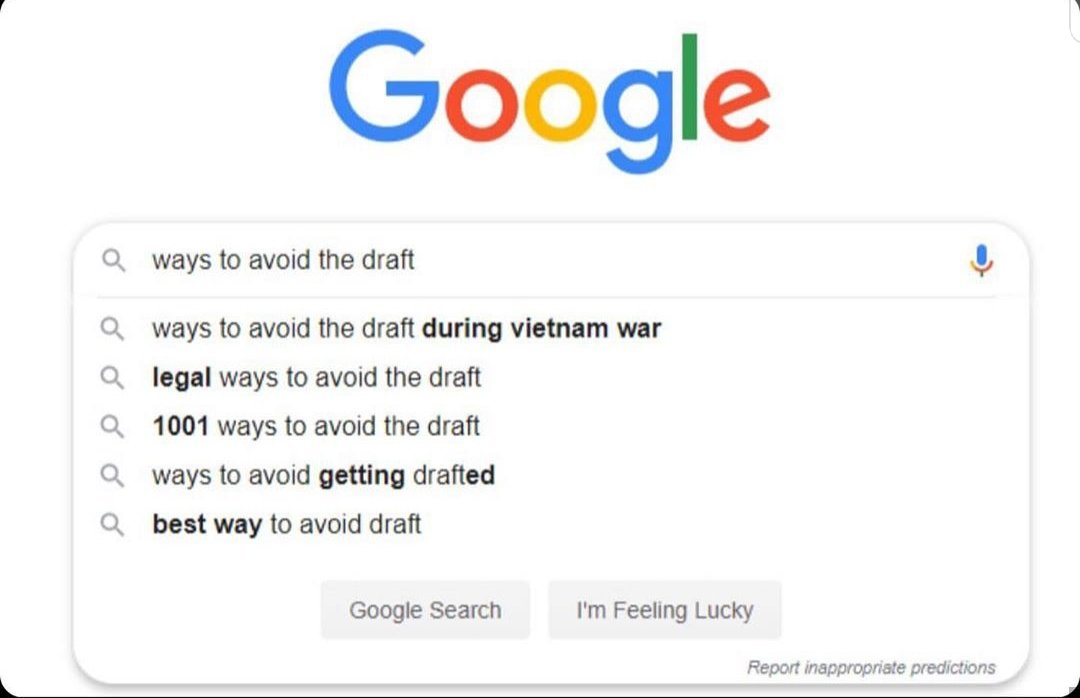 Google
ways to avoid the draft
ways to avoid the draft during vietnam war
legal ways to avoid the draft
1001 ways to avoid the draft
ways to avoid getting drafted
best way to avoid draft
Google Search
I'm Feeling Lucky
Report inappropriate predictions